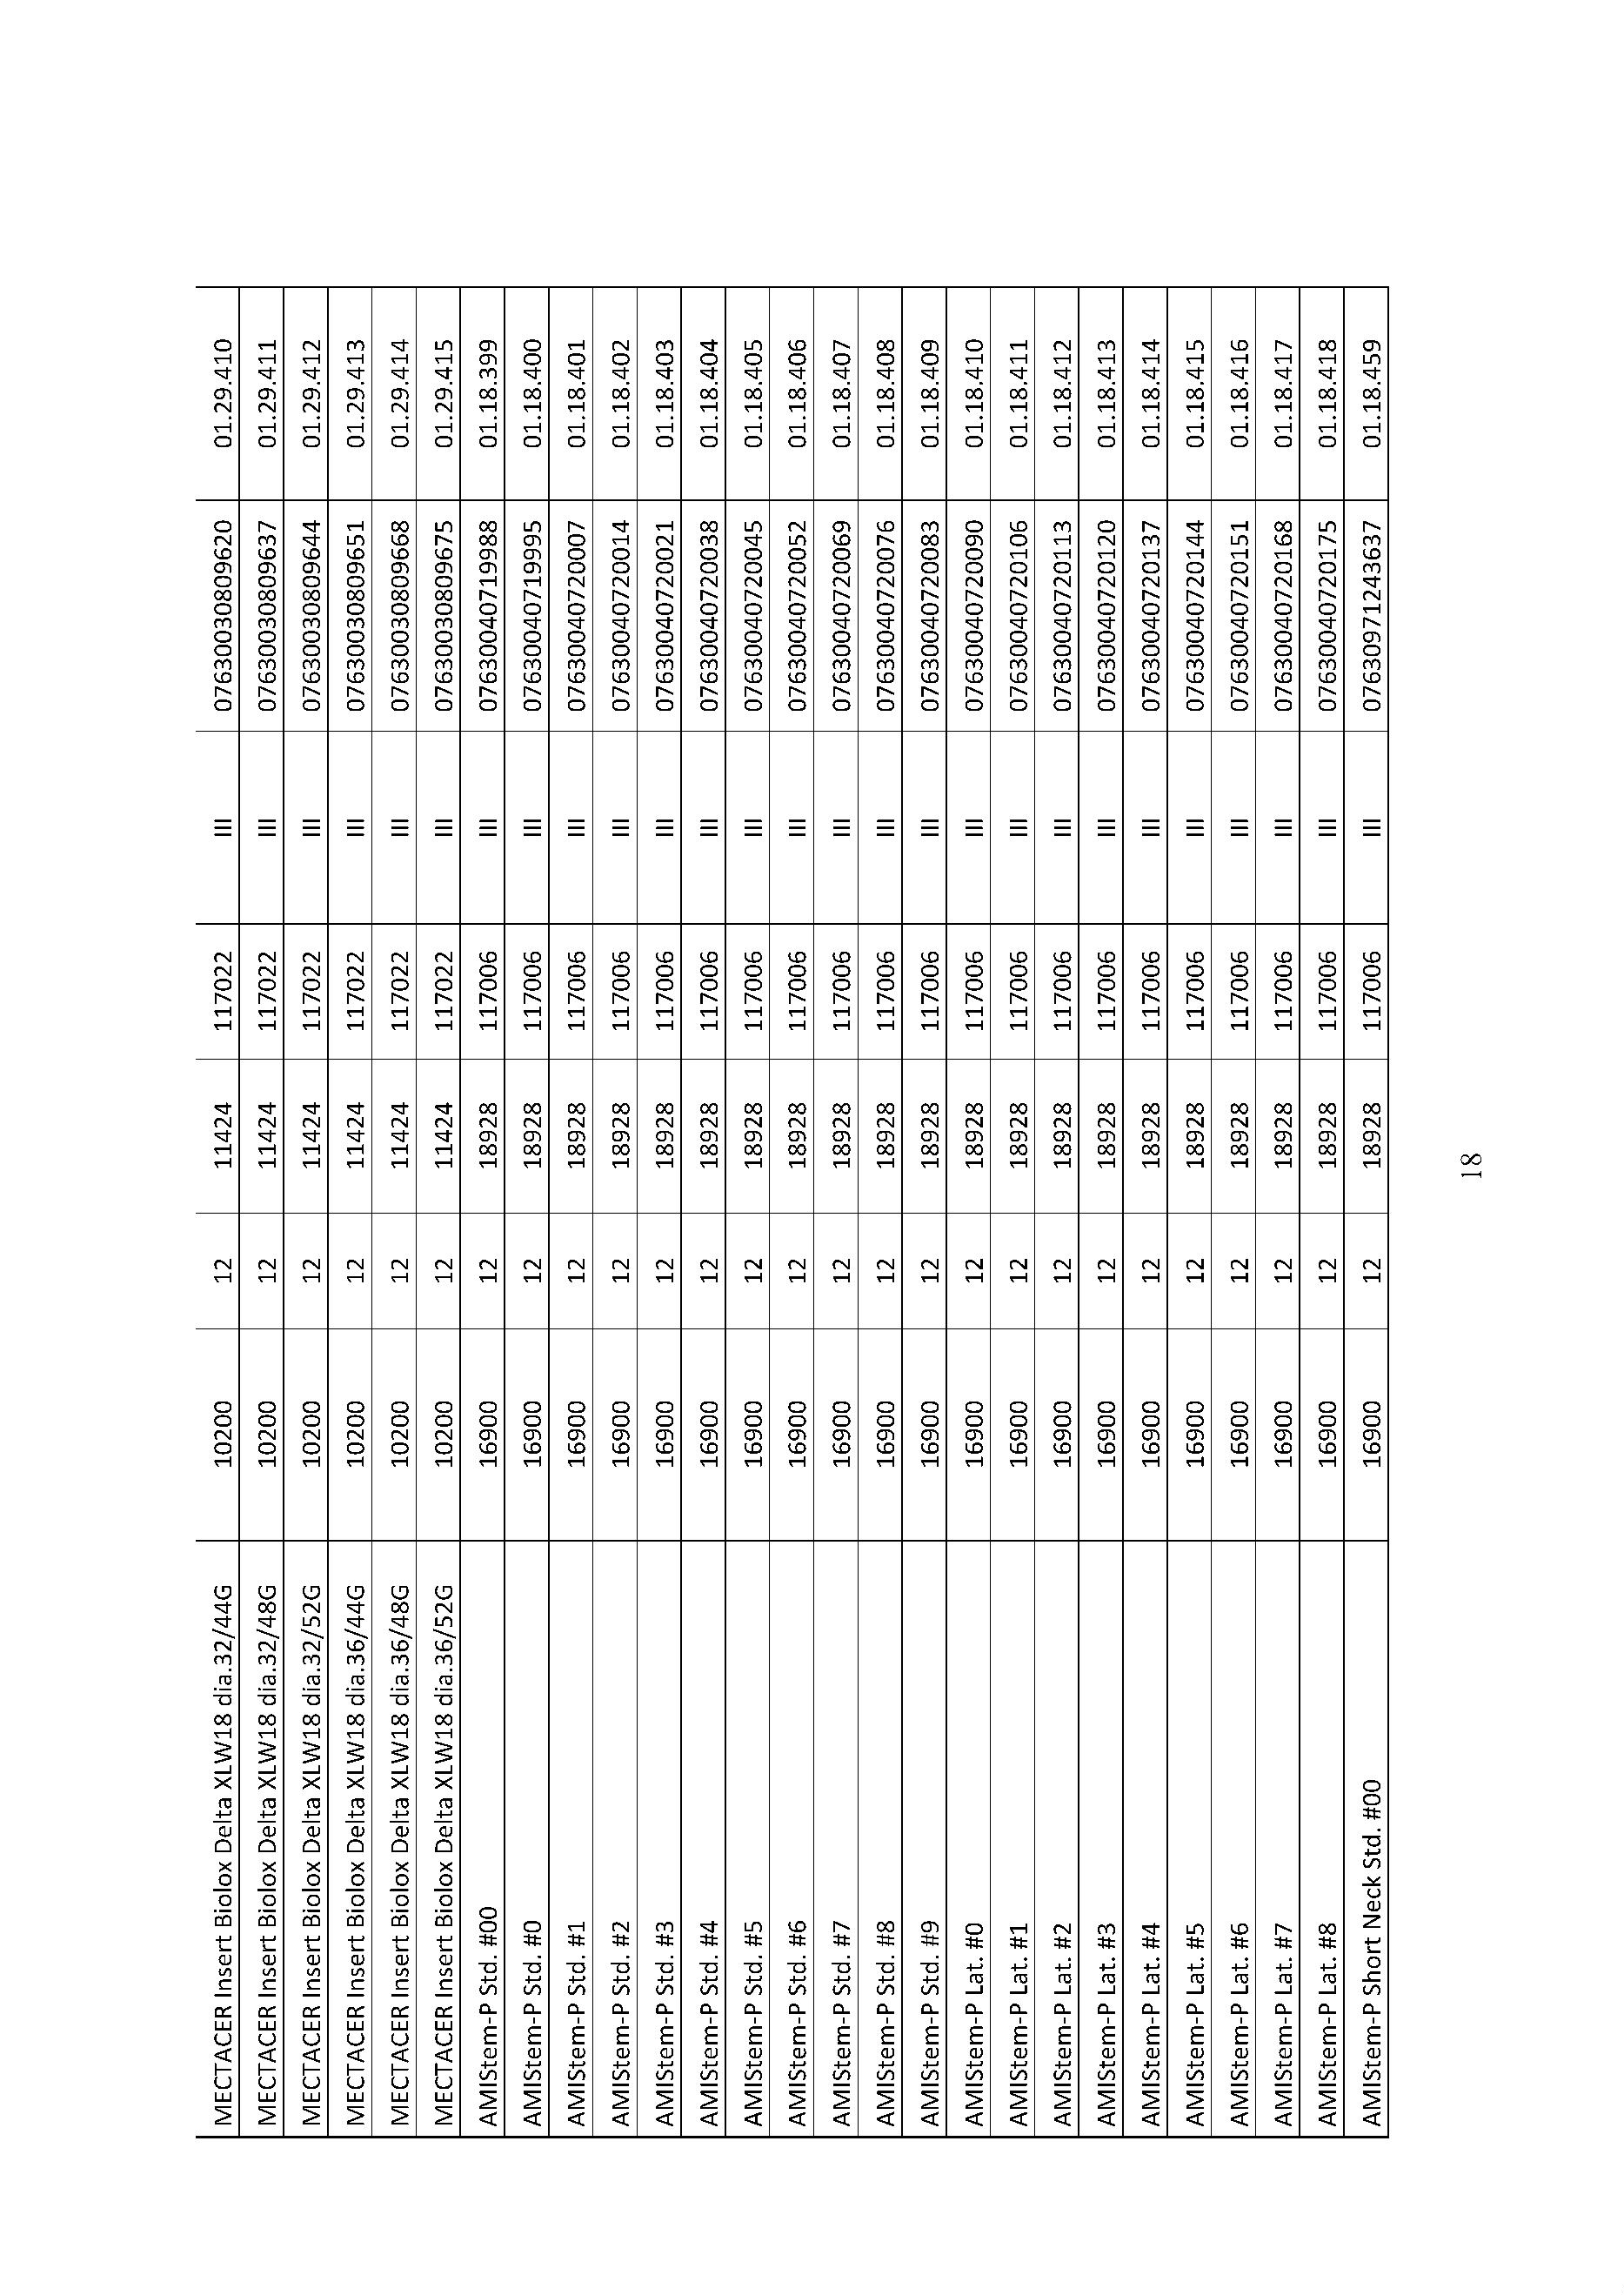 MECTACER Insert Biolox Delta XLW18 dia.32/44G 10200 12 11424 117022 III 07630030809620 01.29.410
MECTACER Insert Biolox Delta XLW18 dia.32/48G 10200 12 11424 117022 III 07630030809637 01.29.411
MECTACER Insert Biolox Delta XLW18 dia.32/52G 10200 12 11424 117022 III 07630030809644 01.29.412
MECTACER Insert Biolox Delta XLW18 dia.36/44G 10200 12 11424 117022 III 07630030809651 01.29.413
MECTACER Insert Biolox Delta XLW18 dia.36/48G 10200 12 11424 117022 III 07630030809668 01.29.414
MECTACER Insert Biolox Delta XLW18 dia.36/52G 10200 12 11424 117022 III 07630030809675 01.29.415
AMIStem-P Std. #00 16900 12 18928 117006 III 07630040719988 01.18.399
AMIStem-P Std. #0 16900 12 18928 117006 III 07630040719995 01.18.400
AMIStem-P Std. #1 16900 12 18928 117006 III 07630040720007 01.18.401
AMIStem-P Std. #2 16900 12 18928 117006 III 07630040720014 01.18.402
AMIStem-P Std. #3 16900 12 18928 117006 III 07630040720021 01.18.403
AMIStem-P Std. #4 16900 12 18928 117006 III 07630040720038 01.18.404
AMIStem-P Std. #5 16900 12 18928 117006 III 07630040720045 01.18.405
AMIStem-P Std. #6 16900 12 18928 117006 III 07630040720052 01.18.406
AMIStem-P Std. #7 16900 12 18928 117006 III 07630040720069 01.18.407
AMIStem-P Std. #8 16900 12 18928 117006 III 07630040720076 01.18.408
AMIStem-P Std. #9 16900 12 18928 117006 III 07630040720083 01.18.409
AMIStem-P Lat. #0 16900 12 18928 117006 III 07630040720090 01.18.410
AMIStem-P Lat. #1 16900 12 18928 117006 III 07630040720106 01.18.411
AMIStem-P Lat. #2 16900 12 18928 117006 III 07630040720113 01.18.412
AMIStem-P Lat. #3 16900 12 18928 117006 III 07630040720120 01.18.413
AMIStem-P Lat. #4 16900 12 18928 117006 III 07630040720137 01.18.414
AMIStem-P Lat. #5 16900 12 18928 117006 III 07630040720144 01.18.415
AMIStem-P Lat. #6 16900 12 18928 117006 III 07630040720151 01.18.416
AMIStem-P Lat. #7 16900 12 18928 117006 III 07630040720168 01.18.417
AMIStem-P Lat. #8 16900 12 18928 117006 III 07630040720175 01.18.418
AMIStem-P Short Neck Std. #00 16900 12 18928 117006 III 07630971243637 01.18.459
18